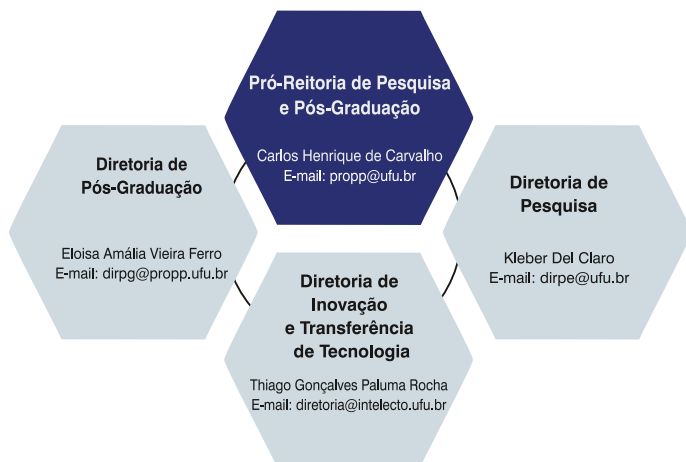 Pró-Reitoria de Pesquisa
e Pós-Graduação
Carlos Henrique de Carvalho
E-mail: propp@ufu.br
Diretoria de
Pós-Graduação
Eloisa Amália Vieira Ferro
E-mail: dirpg@propp.ufu.br
Diretoria de
Pesquisa
Kleber Del Claro
E-mail: dirpe@ufu.br
Diretoria de
Inovação
e Transferência
de Tecnologia
Thiago Gonçalves Paluma Rocha
E-mail: diretoria@intelecto.ufu.br